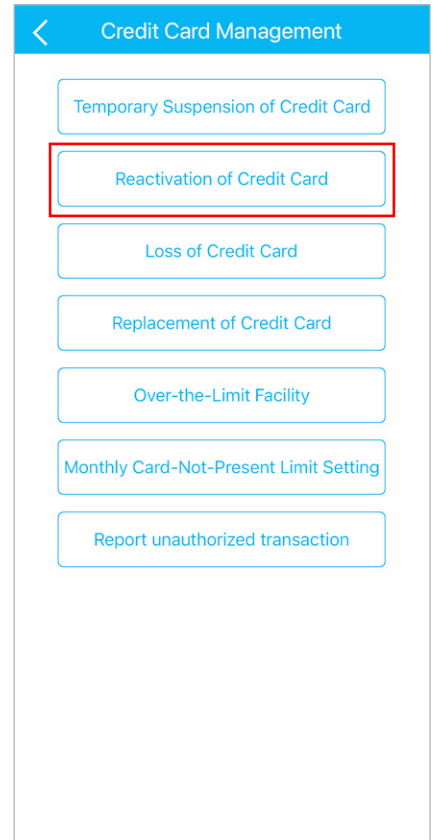 Credit Card Management
Temporary Suspension of Credit Card
Reactivation of Credit Card
Loss of Credit Card
Replacement of Credit Card
Over-the-Limit Facility
Monthly Card-Not-Present Limit Setting
Report unauthorized transaction